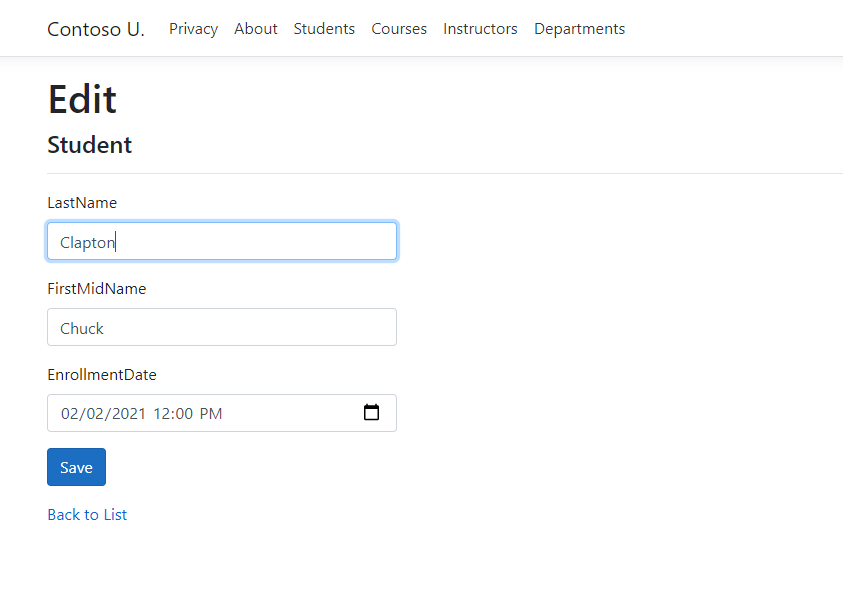 Contoso U. Privacy About Students Courses Instructors Departments
Edit
Student
LastName
Clapton
FirstMidName
Chuck
EnrollmentDate
02/02/2021 12:00 PM
Save
Back to List